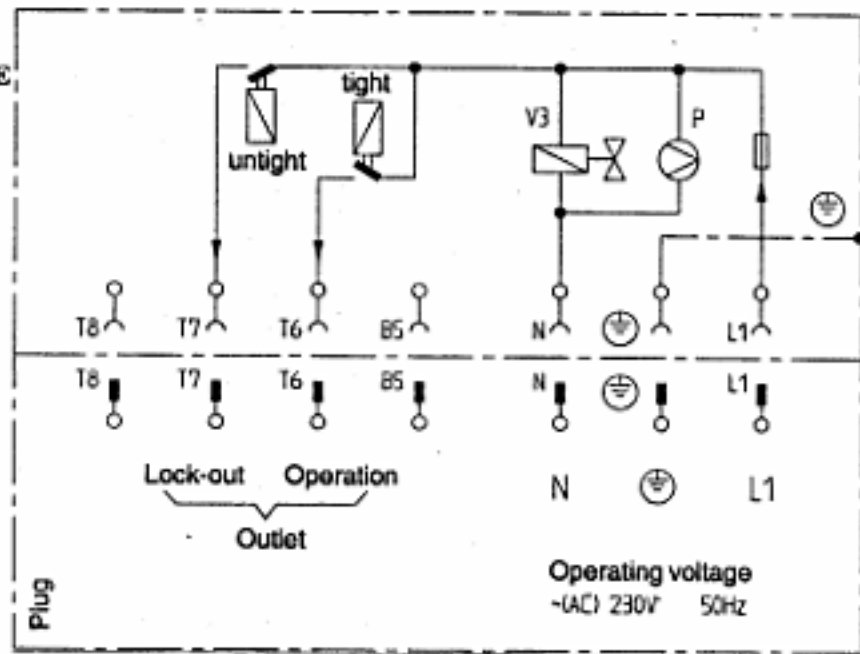 tight
untight
V3
P
T8 T7 T6 B5 N L1
T8 T7 T6 B5 N L1
Lock-out Operation
Outlet
N L1
Operating voltage
~(AC) 230V 50Hz
Plug